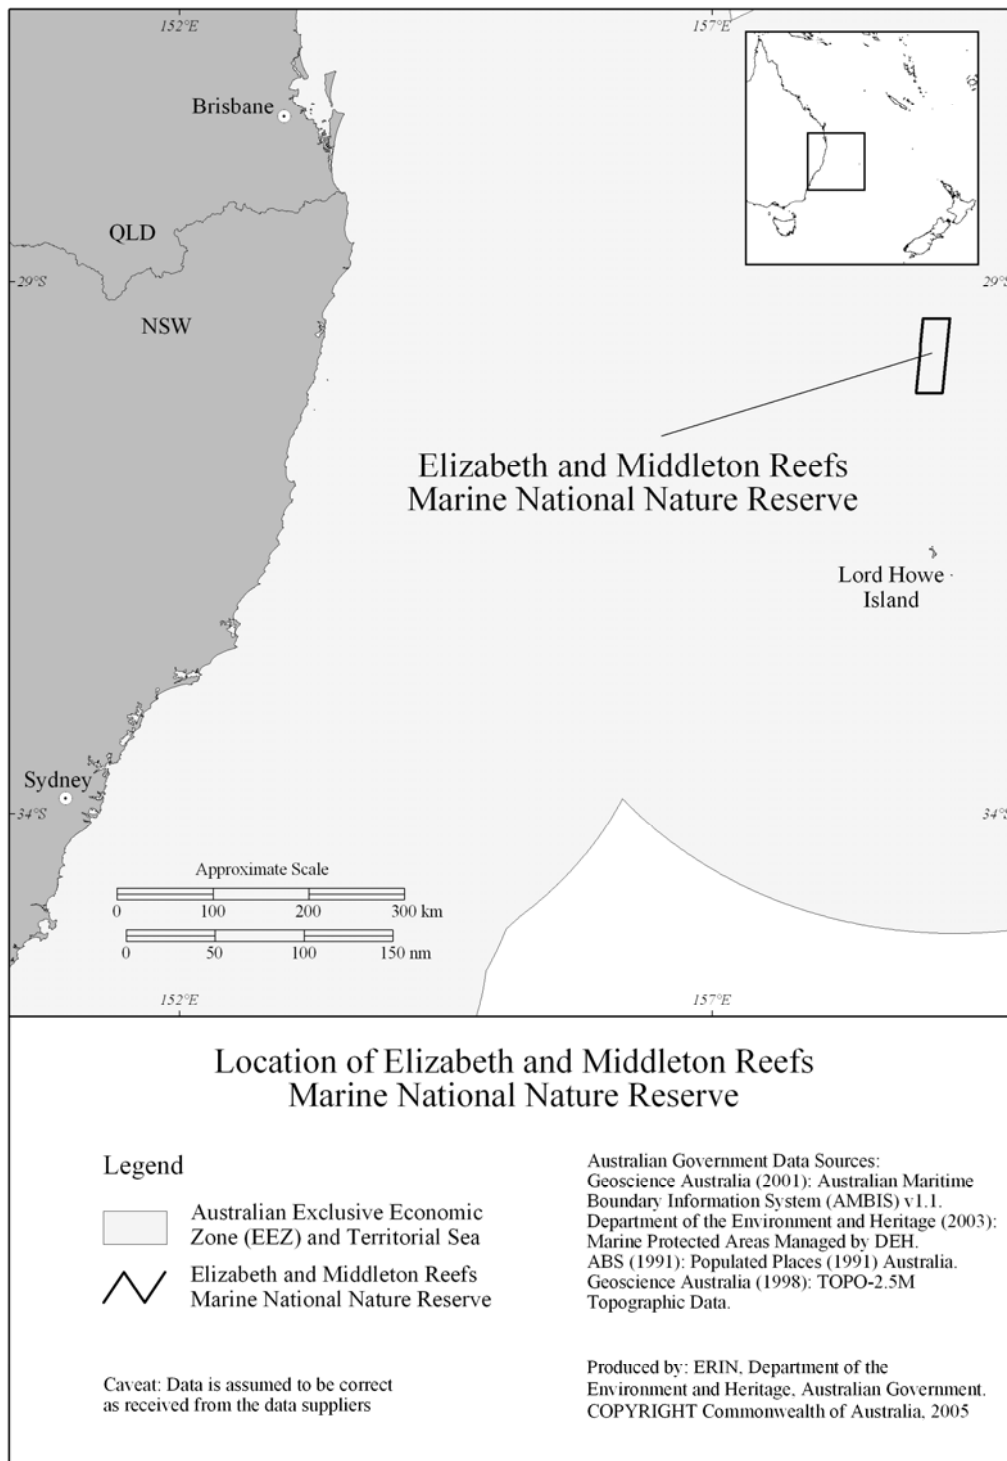 152°E
157°E
Brisbane
QLD
29°S
29°S
NSW
Elizabeth and Middleton Reefs
Marine National Nature Reserve
Lord Howe
Island
Sydney
34°S
34°S
Approximate Scale
0 100 200 300 km
0 50 100 150 nm
152°E
157°E
Location of Elizabeth and Middleton Reefs
Marine National Nature Reserve
Legend
Australian Exclusive Economic
Zone (EEZ) and Territorial Sea
Elizabeth and Middleton Reefs
Marine National Nature Reserve
Caveat: Data is assumed to be correct
as received from the data suppliers
Australian Government Data Sources:
Geoscience Australia (2001): Australian Maritime
Boundary Information System (AMBIS) v1.1.
Department of the Environment and Heritage (2003):
Marine Protected Areas Managed by DEH.
ABS (1991): Populated Places (1991) Australia.
Geoscience Australia (1998): TOPO-2.5M
Topographic Data.
Produced by: ERIN, Department of the
Environment and Heritage, Australian Government.
COPYRIGHT Commonwealth of Australia, 2005